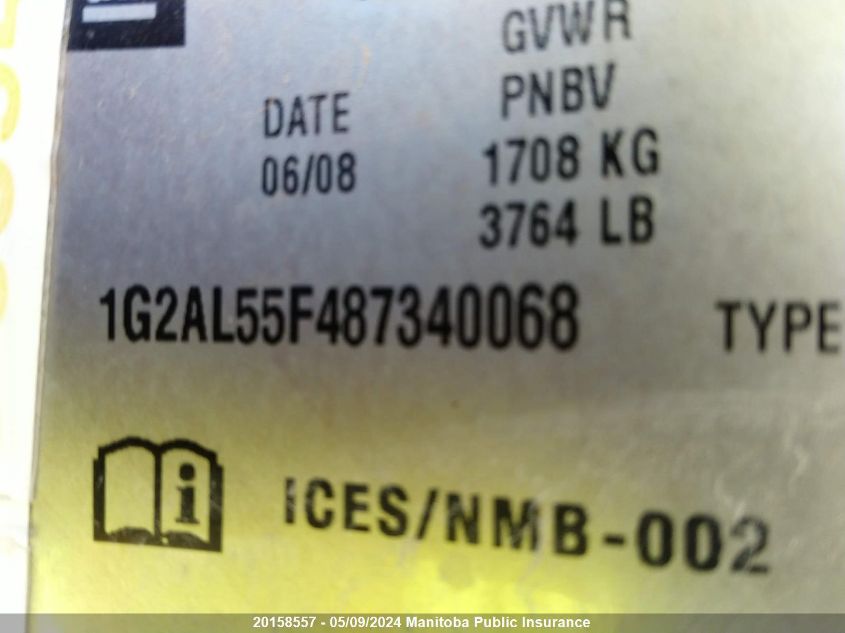 GVWR
PNBV
DATE
1708 KG
06/08
3764 LB
1G2AL55F487340068
TYPE
i
ICES/NMB-002
20158557 - 05/09/2024 Manitoba Public Insurance